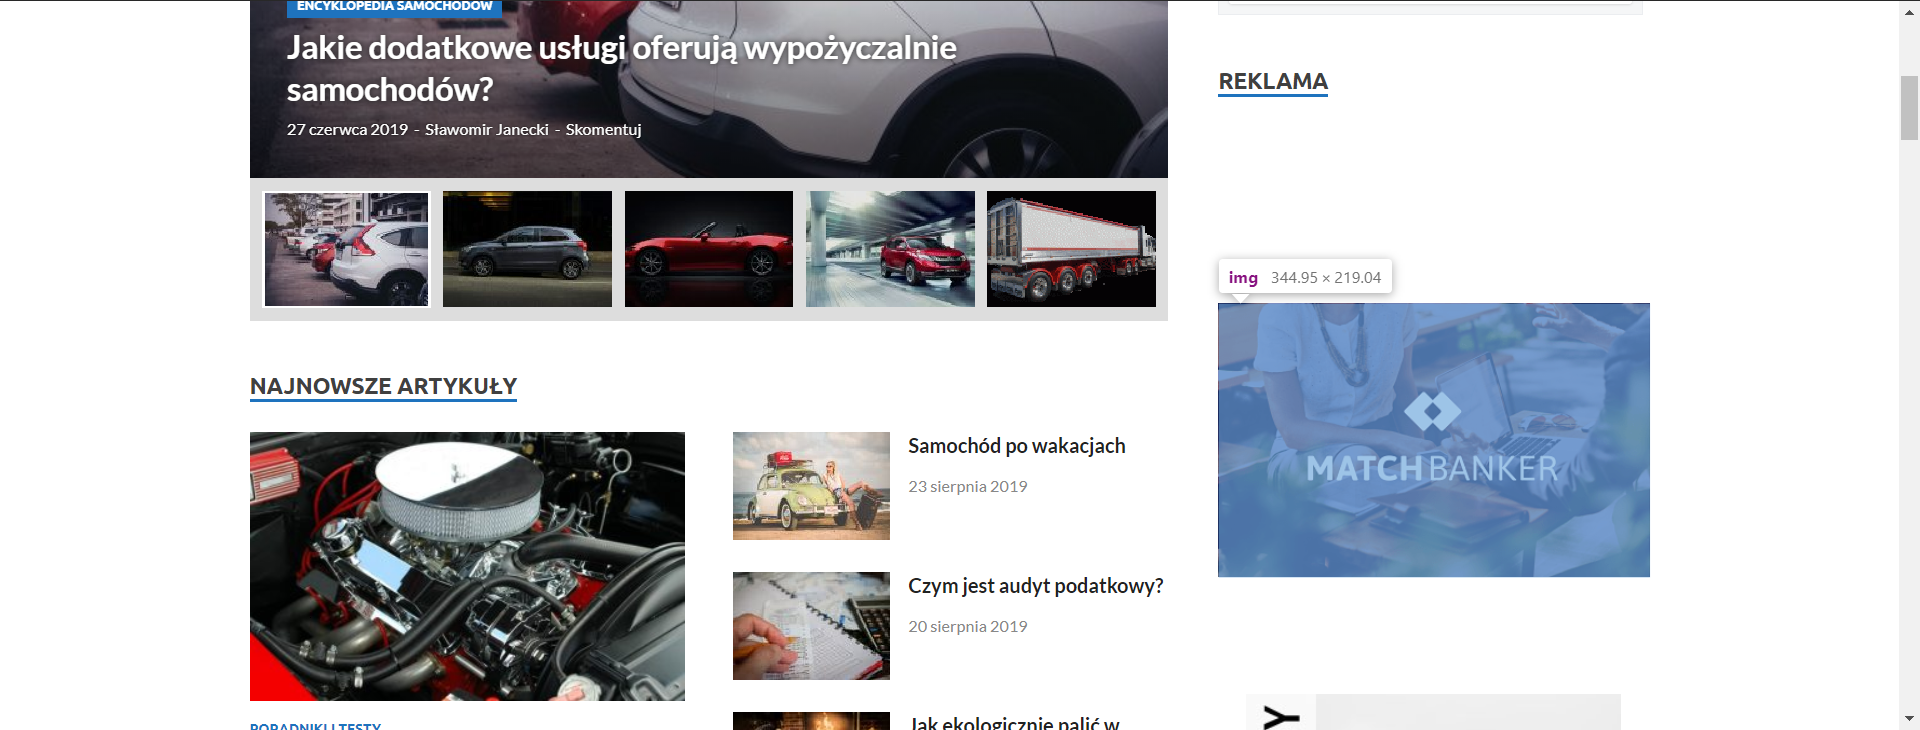 ENCYKLOPEDIA SAMOCHODÓW
Jakie dodatkowe usługi oferują wypożyczalnie
samochodów?
27 czerwca 2019 - Sławomir Janecki - Skomentuj
NAJNOWSZE ARTYKUŁY
PORADNIKI I TESTY
Samochód po wakacjach
23 sierpnia 2019
Czym jest audyt podatkowy?
20 sierpnia 2019
Jak ekologicznie palić w
REKLAMA
img 344.95 × 219.04
MATCHBANKER
Y